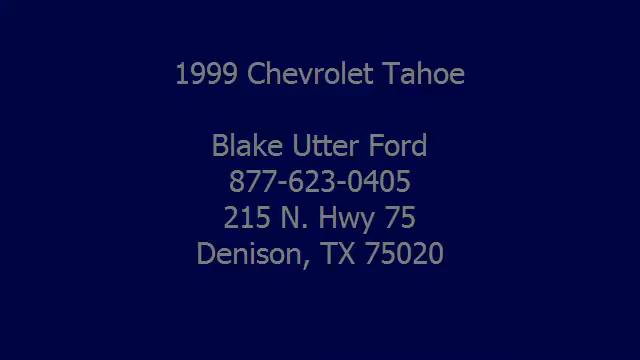 1999 Chevrolet Tahoe
Blake Utter Ford
877-623-0405
215 N. Hwy 75
Denison, TX 75020